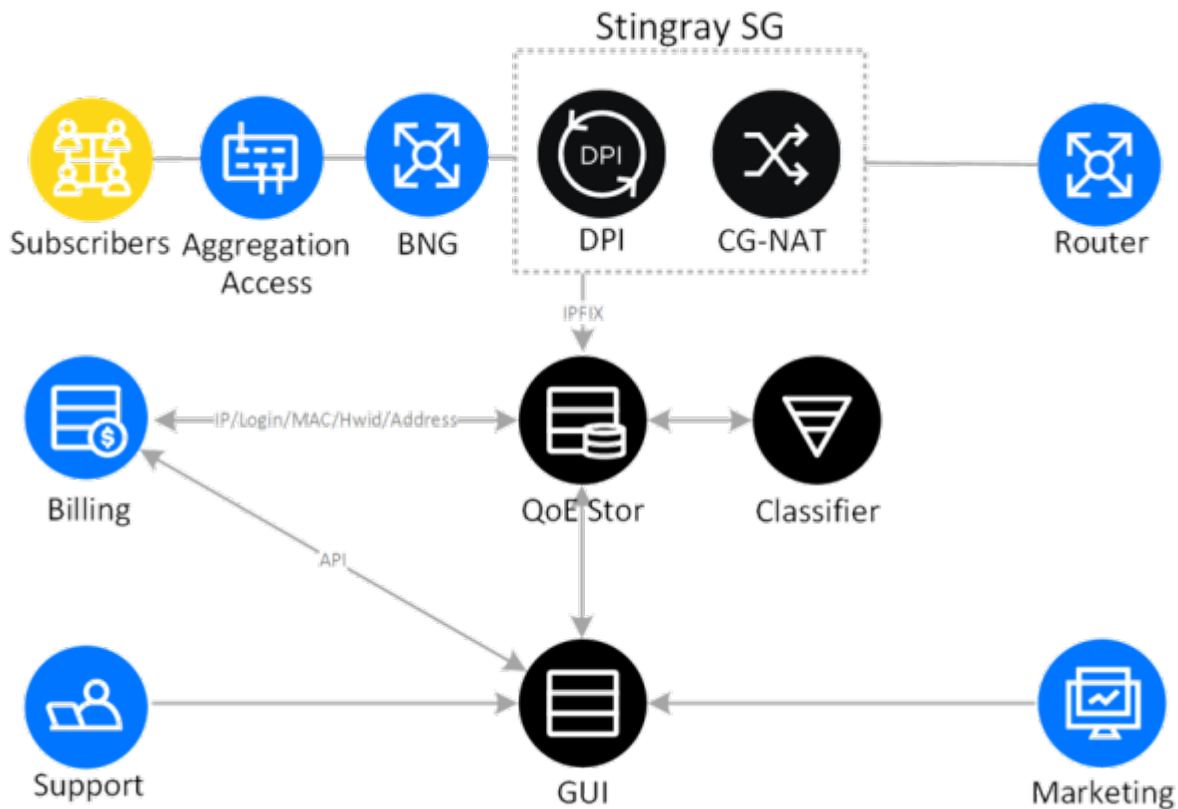 Stingray SG
DPI
Subscribers
Aggregation
Access
BNG
DPI
CG-NAT
Router
IPFIX
IP/Login/MAC/Hwid/Address
Billing
QoE Stor
Classifier
API
Support
GUI
Marketing
$